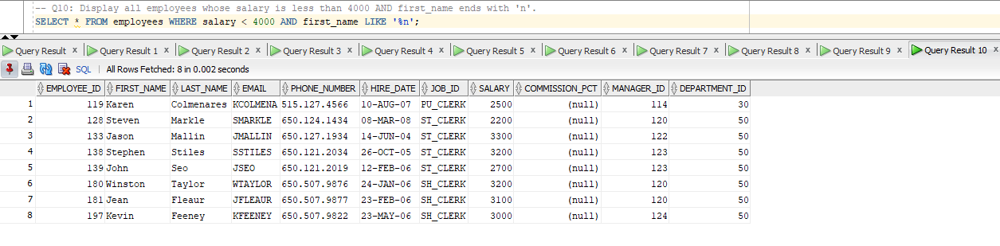 -- Q10: Display all employees whose salary is less than 4000 AND first_name ends with 'n'.
SELECT * FROM employees WHERE salary < 4000 AND first_name LIKE '%n';
Query Result x Query Result 1 x Query Result 2 x Query Result 3 x Query Result 4 x Query Result 5 x Query Result 6 x Query Result 7 x Query Result 8 x Query Result 9 x Query Result 10 x
SQL | All Rows Fetched: 8 in 0.002 seconds
EMPLOYEE_ID FIRST_NAME LAST_NAME EMAIL PHONE_NUMBER HIRE_DATE JOB_ID SALARY COMMISSION_PCT MANAGER_ID DEPARTMENT_ID
1 119 Karen Colmenares KCOLMENA 515.127.4566 10-AUG-07 PU_CLERK 2500 (null) 114 30
2 128 Steven Markle SMARKLE 650.124.1434 08-MAR-08 ST_CLERK 2200 (null) 120 50
3 133 Jason Mallin JMALLIN 650.127.1934 14-JUN-04 ST_CLERK 3300 (null) 122 50
4 138 Stephen Stiles SSTILES 650.121.2034 26-OCT-05 ST_CLERK 3200 (null) 123 50
5 139 John Seo JSEO 650.121.2019 12-FEB-06 ST_CLERK 2700 (null) 123 50
6 180 Winston Taylor WTAYLOR 650.507.9876 24-JAN-06 SH_CLERK 3200 (null) 120 50
7 181 Jean Fleaur JFLEAUR 650.507.9877 23-FEB-06 SH_CLERK 3100 (null) 120 50
8 197 Kevin Feeney KFEENEY 650.507.9822 23-MAY-06 SH_CLERK 3000 (null) 124 50